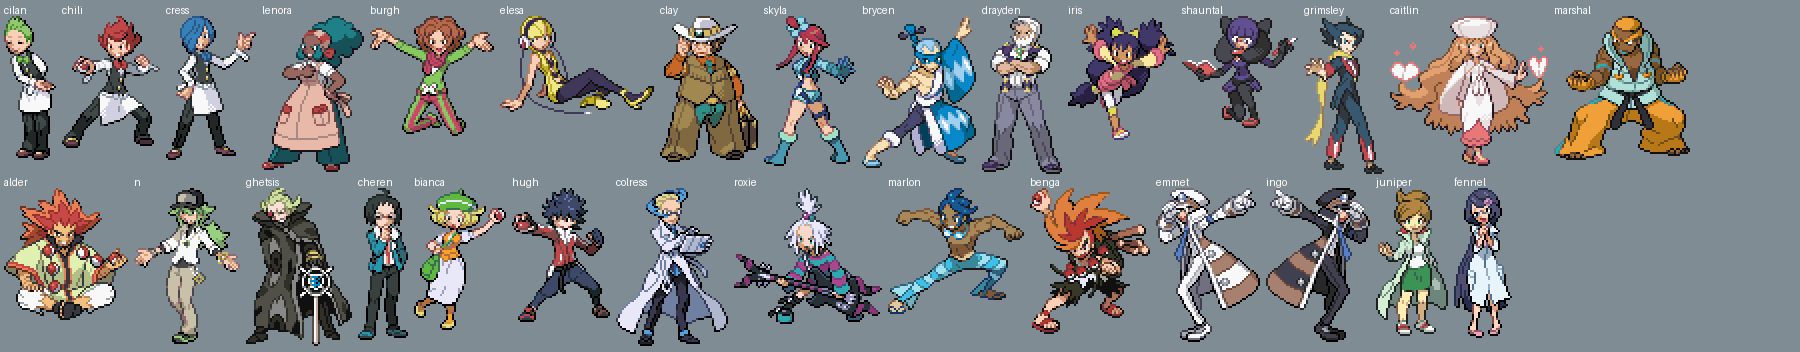 cilan chili cress lenora burgh elesa clay skyla brycen drayden iris shauntal grimsley caitlin marshal
alder n ghetsis cheren bianca hugh colress roxie marlon benga emmet ingo juniper fennel